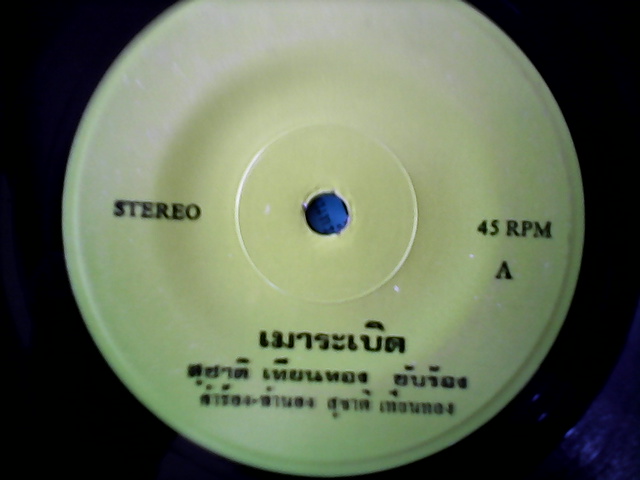 STEREO
45 RPM
A
เมาระเบิด
สุชาติ เทียนทอง ขับร้อง
คำร้อง-ทำนอง สุชาติ เทียนทอง